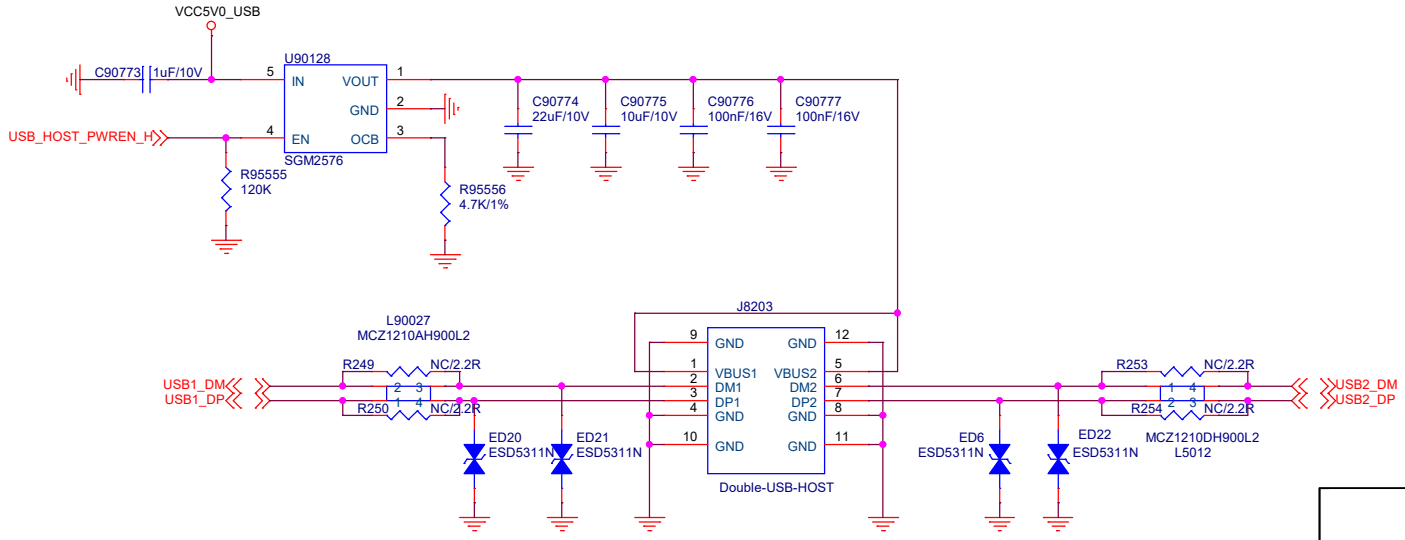 VCC5V0_USB
C90773 1uF/10V
U90128
5 IN VOUT 1
GND 2
USB_HOST_PWREN_H 4 EN OCB 3
SGM2576
R95555
120K
R95556
4.7K/1%
C90774
22uF/10V
C90775
10uF/10V
C90776
100nF/16V
C90777
100nF/16V
J8203
9 GND GND 12
1 VBUS1 VBUS2 5
2 DM1 DM2 6
3 DP1 DP2 7
4 GND GND 8
10 GND GND 11
Double-USB-HOST
L90027
MCZ1210AH900L2
R249 NC/2.2R
USB1_DM 2 3
USB1_DP 1 4
R250 NC/2.2R
ED20
ESD5311N
ED21
ESD5311N
ED6
ESD5311N
ED22
ESD5311N
R253 NC/2.2R
1 4 USB2_DM
2 3 USB2_DP
R254 NC/2.2R
MCZ1210DH900L2
L5012